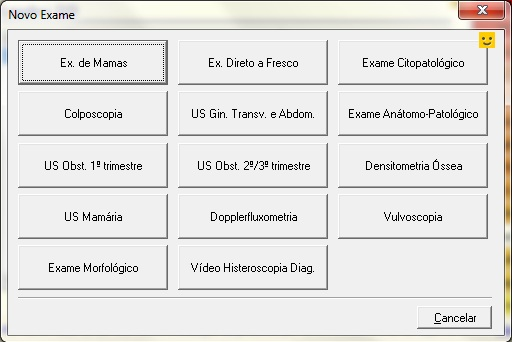 Novo Exame
Ex. de Mamas
Ex. Direto a Fresco
Exame Citopatológico
Colposcopia
US Gin. Transv. e Abdom.
Exame Anátomo-Patológico
US Obst. 1º trimestre
US Obst. 2º/3º trimestre
Densitometria Óssea
US Mamária
Dopplerfluxometria
Vulvoscopia
Exame Morfológico
Vídeo Histeroscopia Diag.
Cancelar